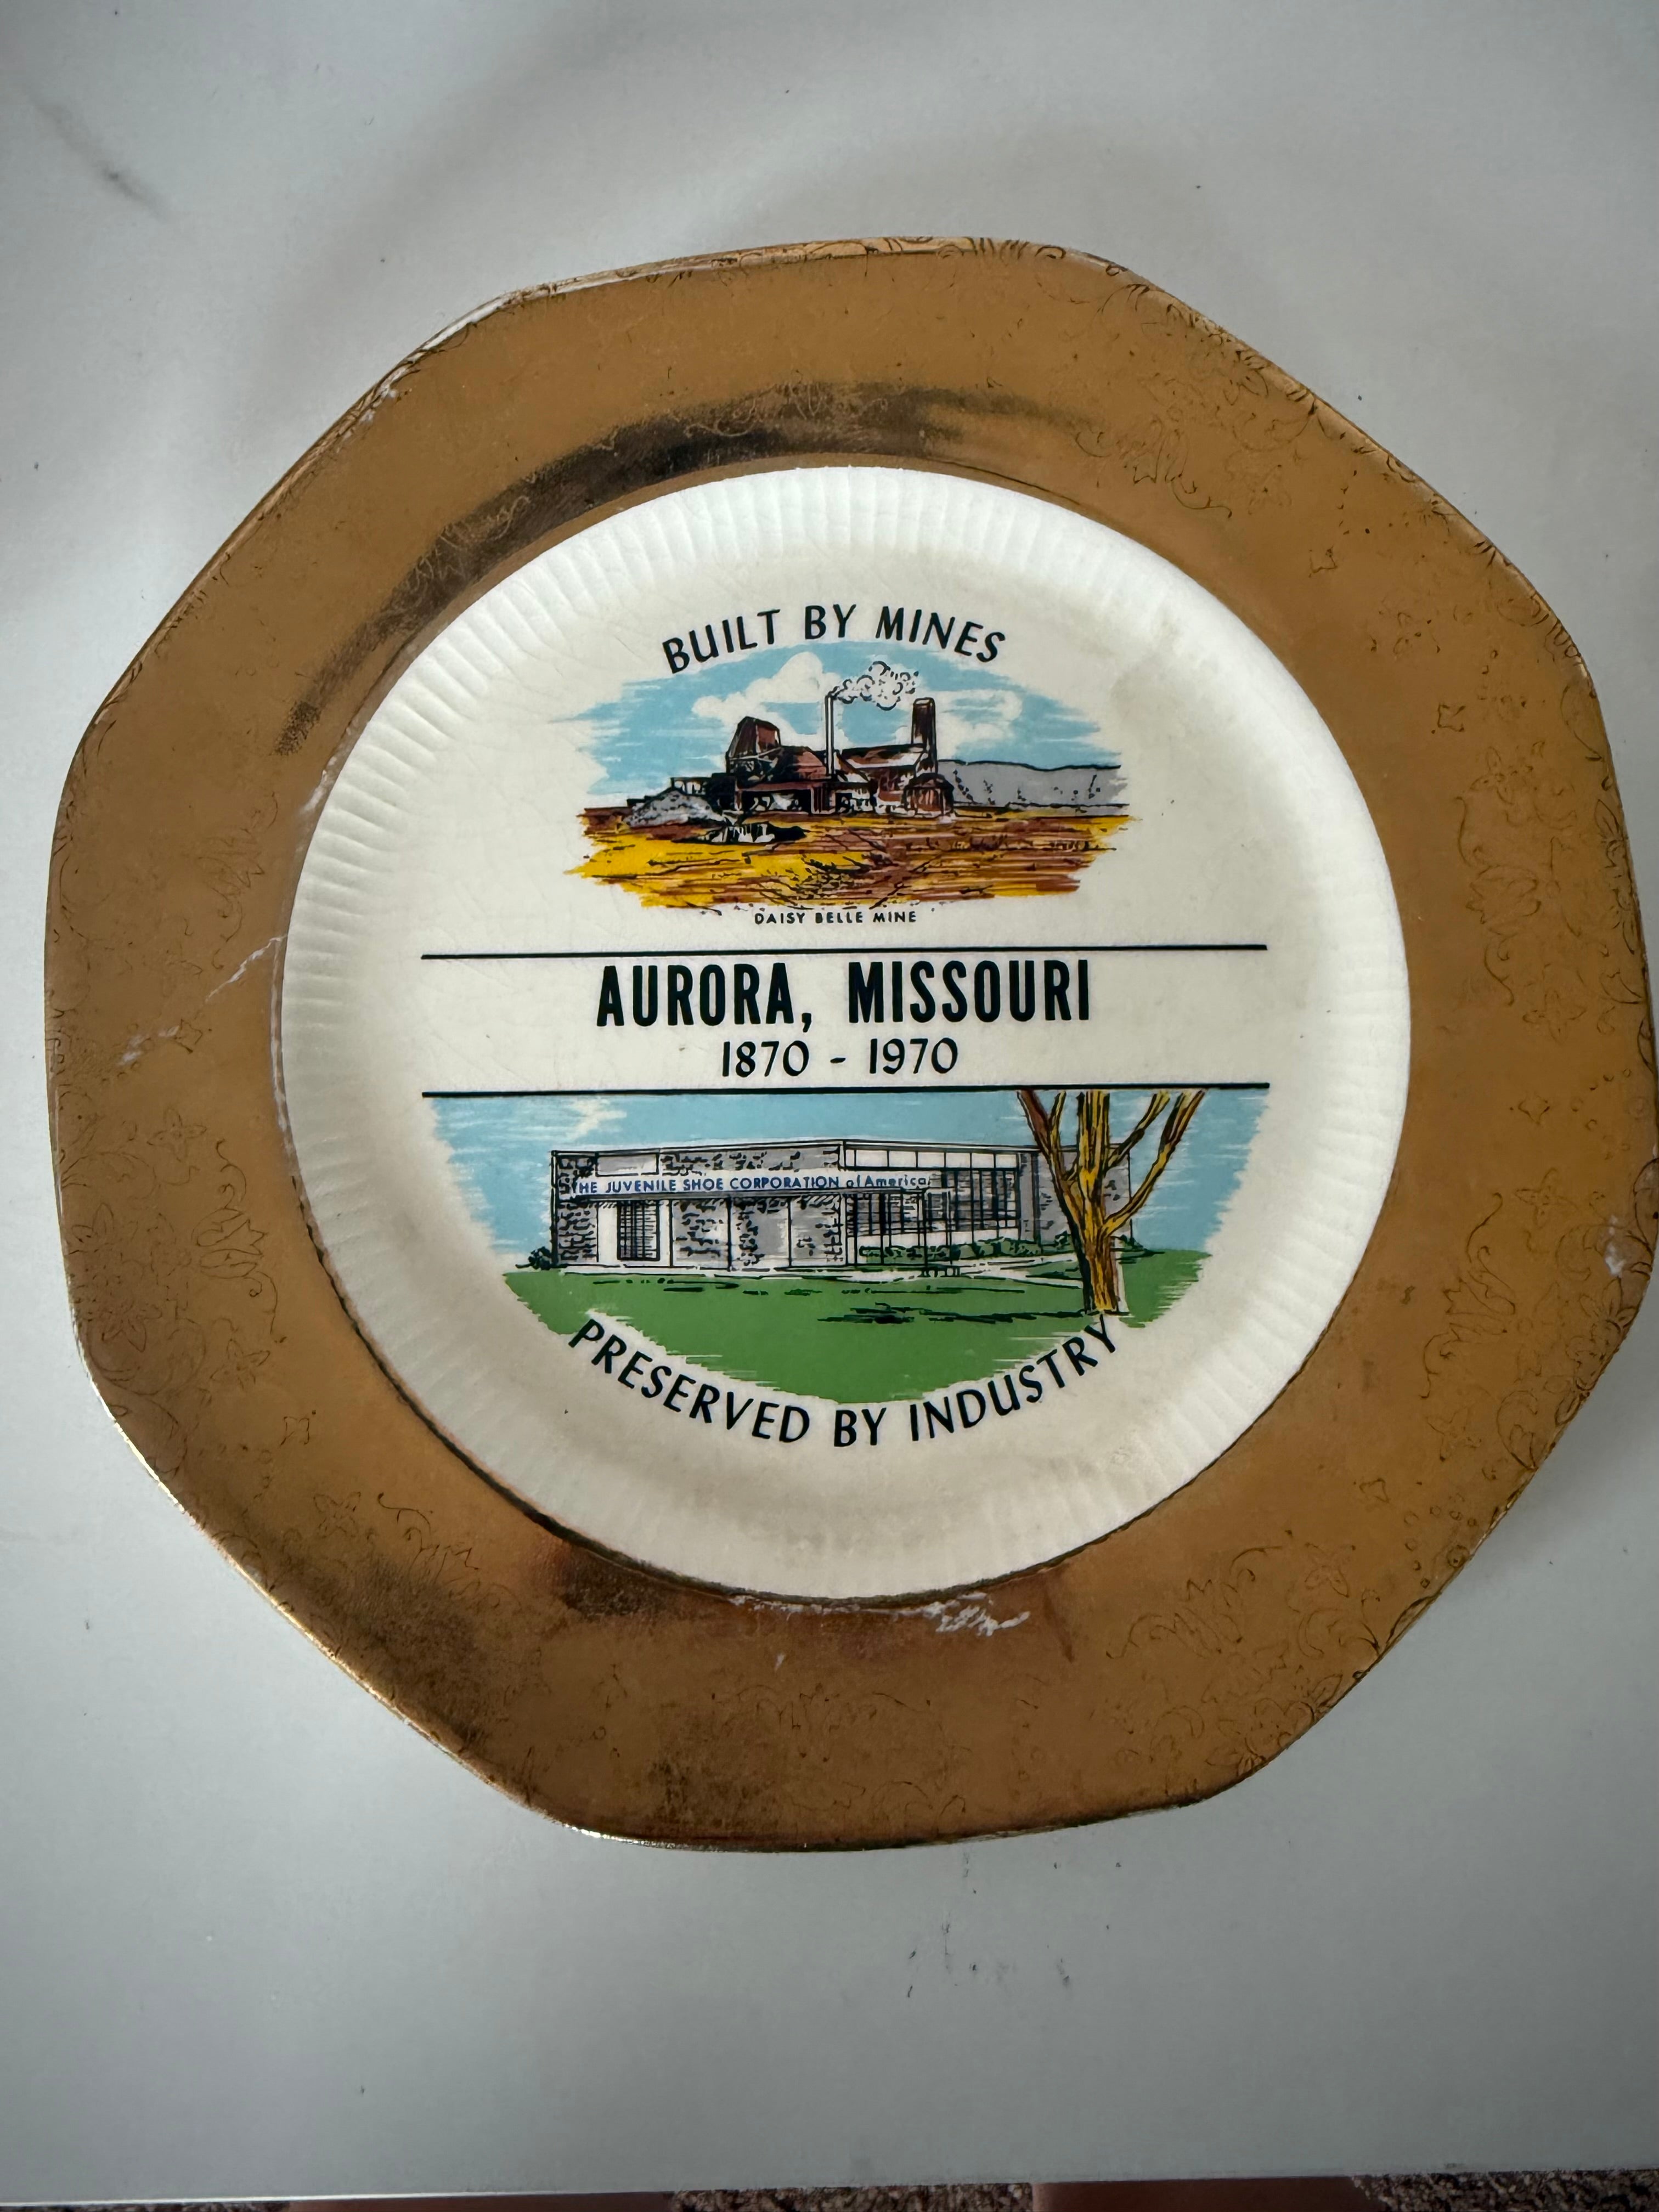 BUILT BY MINES
DAISY BELLE MINE
AURORA, MISSOURI
1870 - 1970
THE JUVENILE SHOE CORPORATION of America
PRESERVED BY INDUSTRY